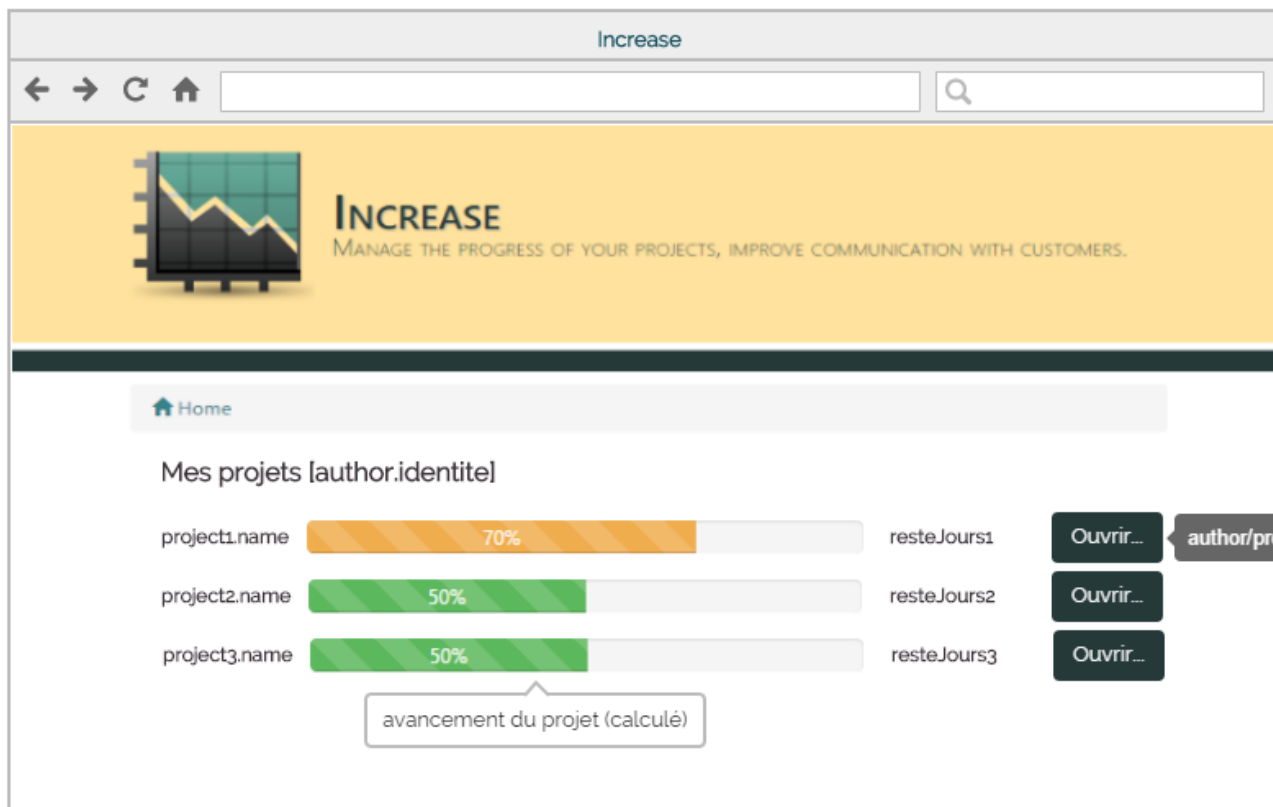 Increase
INCREASE
MANAGE THE PROGRESS OF YOUR PROJECTS, IMPROVE COMMUNICATION WITH CUSTOMERS.
Home
Mes projets [author.identite]
project1.name 70% resteJours1 Ouvrir... author/pr
project2.name 50% resteJours2 Ouvrir...
project3.name 50% resteJours3 Ouvrir...
avancement du projet (calculé)